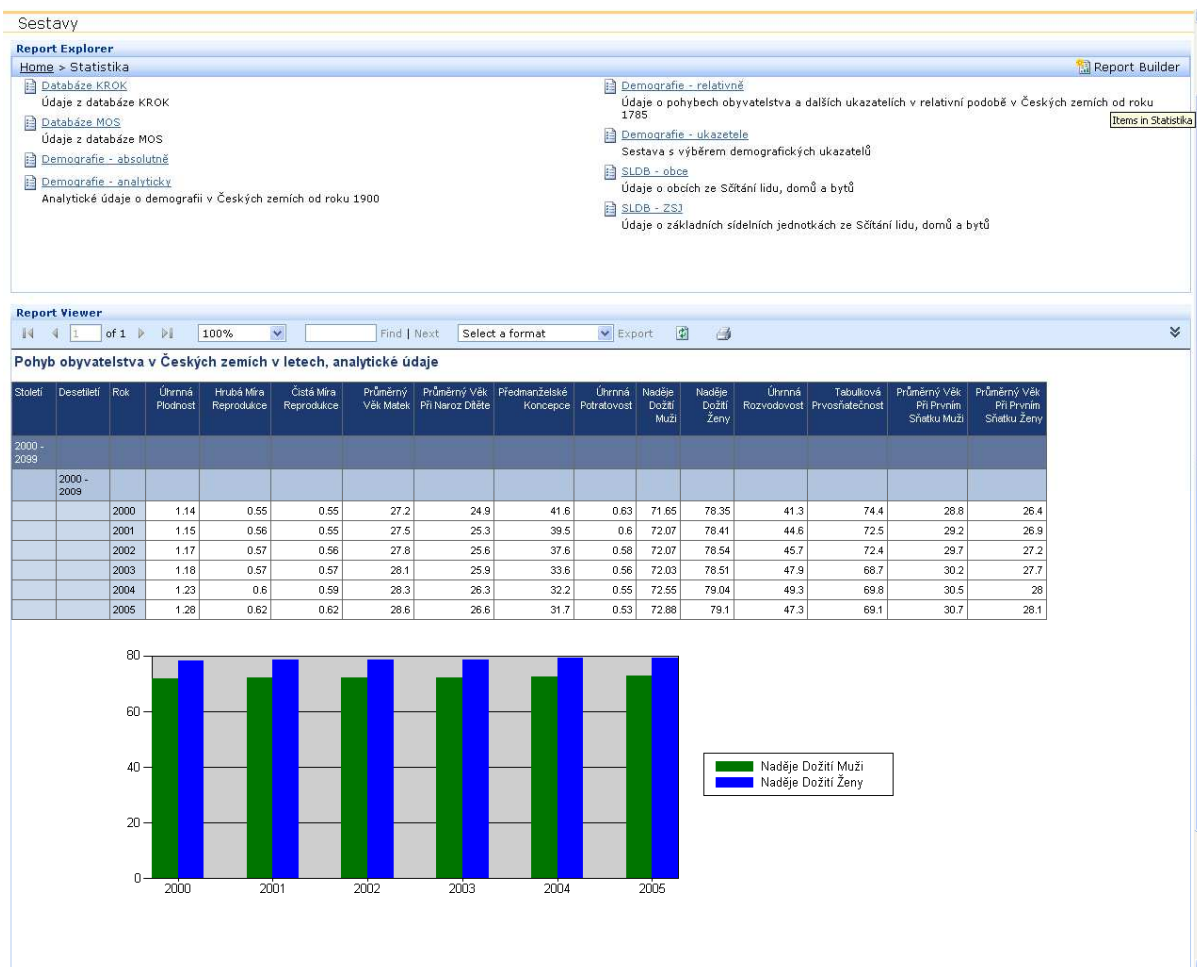 Sestavy
Report Explorer
Home > Statistika
Report Builder
Databáze KROK
Údaje z databáze KROK
Databáze MOS
Údaje z databáze MOS
Demografie - absolutně
Demografie - analyticky
Analytické údaje o demografii v Českých zemích od roku 1900
Demografie - relativně
Údaje o pohybech obyvatelstva a dalších ukazatelích v relativní podobě v Českých zemích od roku
1785
Items in Statistika
Demografie - ukazetele
Sestava s výběrem demografických ukazatelů
SLDB - obce
Údaje o obcích ze Sčítání lidu, domů a bytů
SLDB - ZSJ
Údaje o základních sídelních jednotkách ze Sčítání lidu, domů a bytů
Report Viewer
1 of 1 100% Find | Next Select a format Export
Pohyb obyvatelstva v Českých zemích v letech, analytické údaje
Století Desetiletí Rok Úhrnná Hrubá Míra Čistá Míra Průměrný Průměrný Věk Předmanželské Úhrnná Naděje Naděje Úhrnná Tabulková Průměrný Věk Průměrný Věk
Plodnost Reprodukce Reprodukce Věk Matek Při Naroz Dítěte Koncepce Potratovost Dožití Dožití Rozvodovost Prvosňatečnost Při Prvním Při Prvním
Muži Ženy Sňatku Muži Sňatku Ženy
2000 -
2099
2000 -
2009
2000 1.14 0.55 0.55 27.2 24.9 41.6 0.63 71.65 78.35 41.3 74.4 28.8 26.4
2001 1.15 0.56 0.55 27.5 25.3 39.5 0.6 72.07 78.41 44.6 72.5 29.2 26.9
2002 1.17 0.57 0.56 27.8 25.6 37.6 0.58 72.07 78.54 45.7 72.4 29.7 27.2
2003 1.18 0.57 0.57 28.1 25.9 33.6 0.56 72.03 78.51 47.9 68.7 30.2 27.7
2004 1.23 0.6 0.59 28.3 26.3 32.2 0.55 72.55 79.04 49.3 69.8 30.5 28
2005 1.28 0.62 0.62 28.6 26.6 31.7 0.53 72.88 79.1 47.3 69.1 30.7 28.1
80
60
40
20
0
2000 2001 2002 2003 2004 2005
Naděje Dožití Muži
Naděje Dožití Ženy